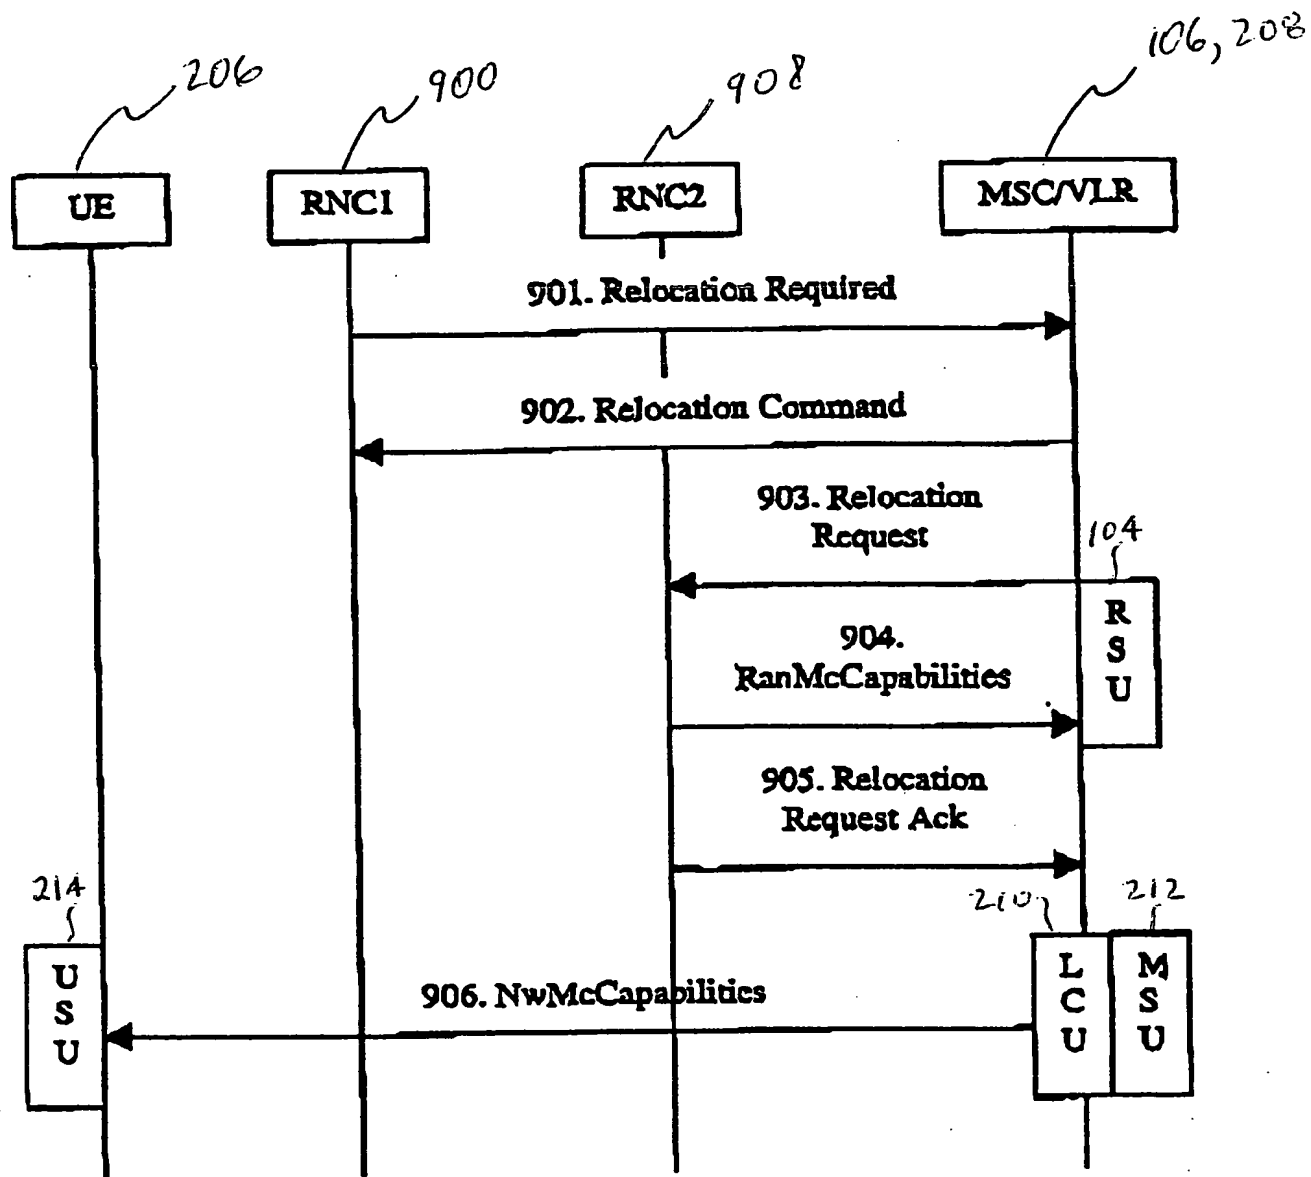 206
900
908
106, 208
UE
RNC1
RNC2
MSC/VLR
901. Relocation Required
902. Relocation Command
903. Relocation
Request
104
R
S
U
904.
RanMcCapabilities
905. Relocation
Request Ack
214
210
212
U
S
U
L
C
U
M
S
U
906. NwMcCapabilities